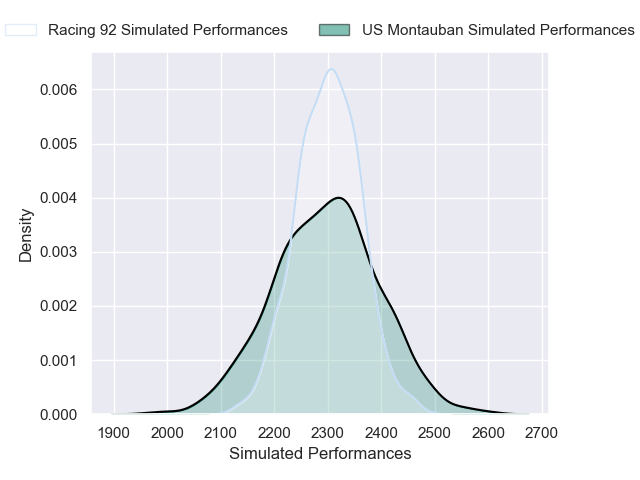 Racing 92 Simulated Performances
US Montauban Simulated Performances
0.006
0.005
0.004
0.003
0.002
0.001
0.000
Density
1900 2000 2100 2200 2300 2400 2500 2600 2700
Simulated Performances